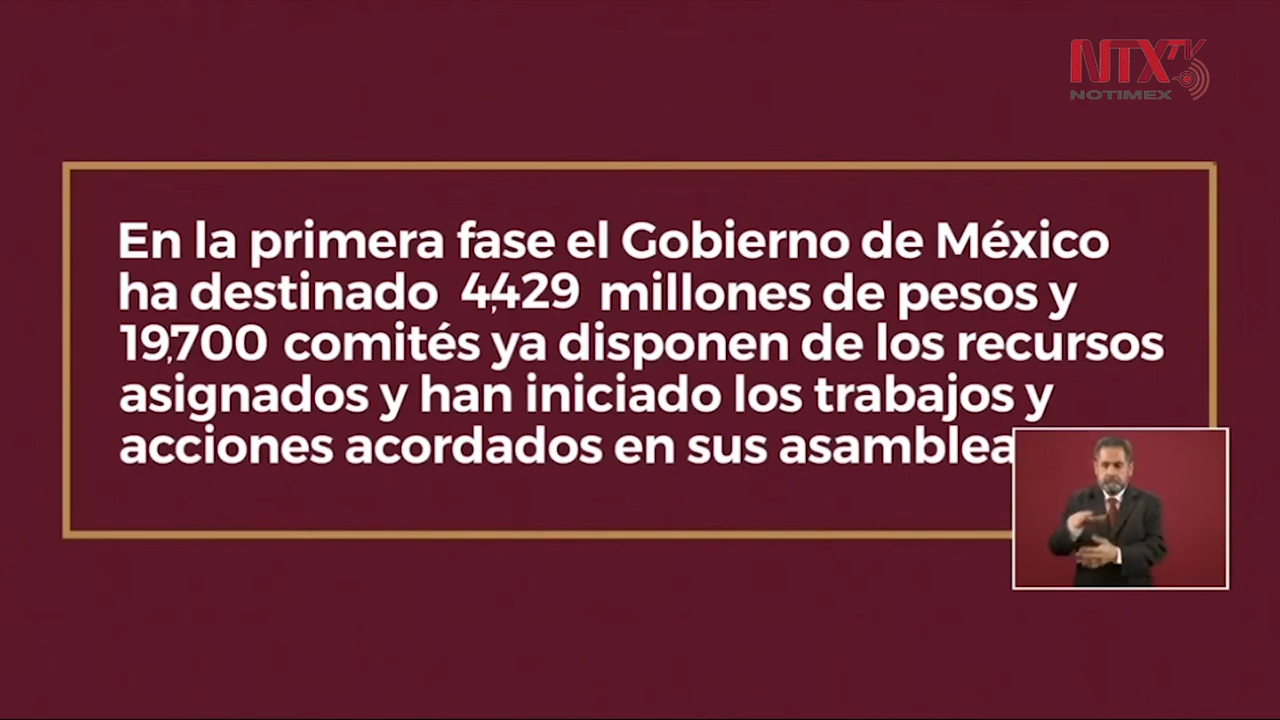 NTX TV
NOTIMEX
En la primera fase el Gobierno de México
ha destinado 4,429 millones de pesos y
19,700 comités ya disponen de los recursos
asignados y han iniciado los trabajos y
acciones acordados en sus asamblea